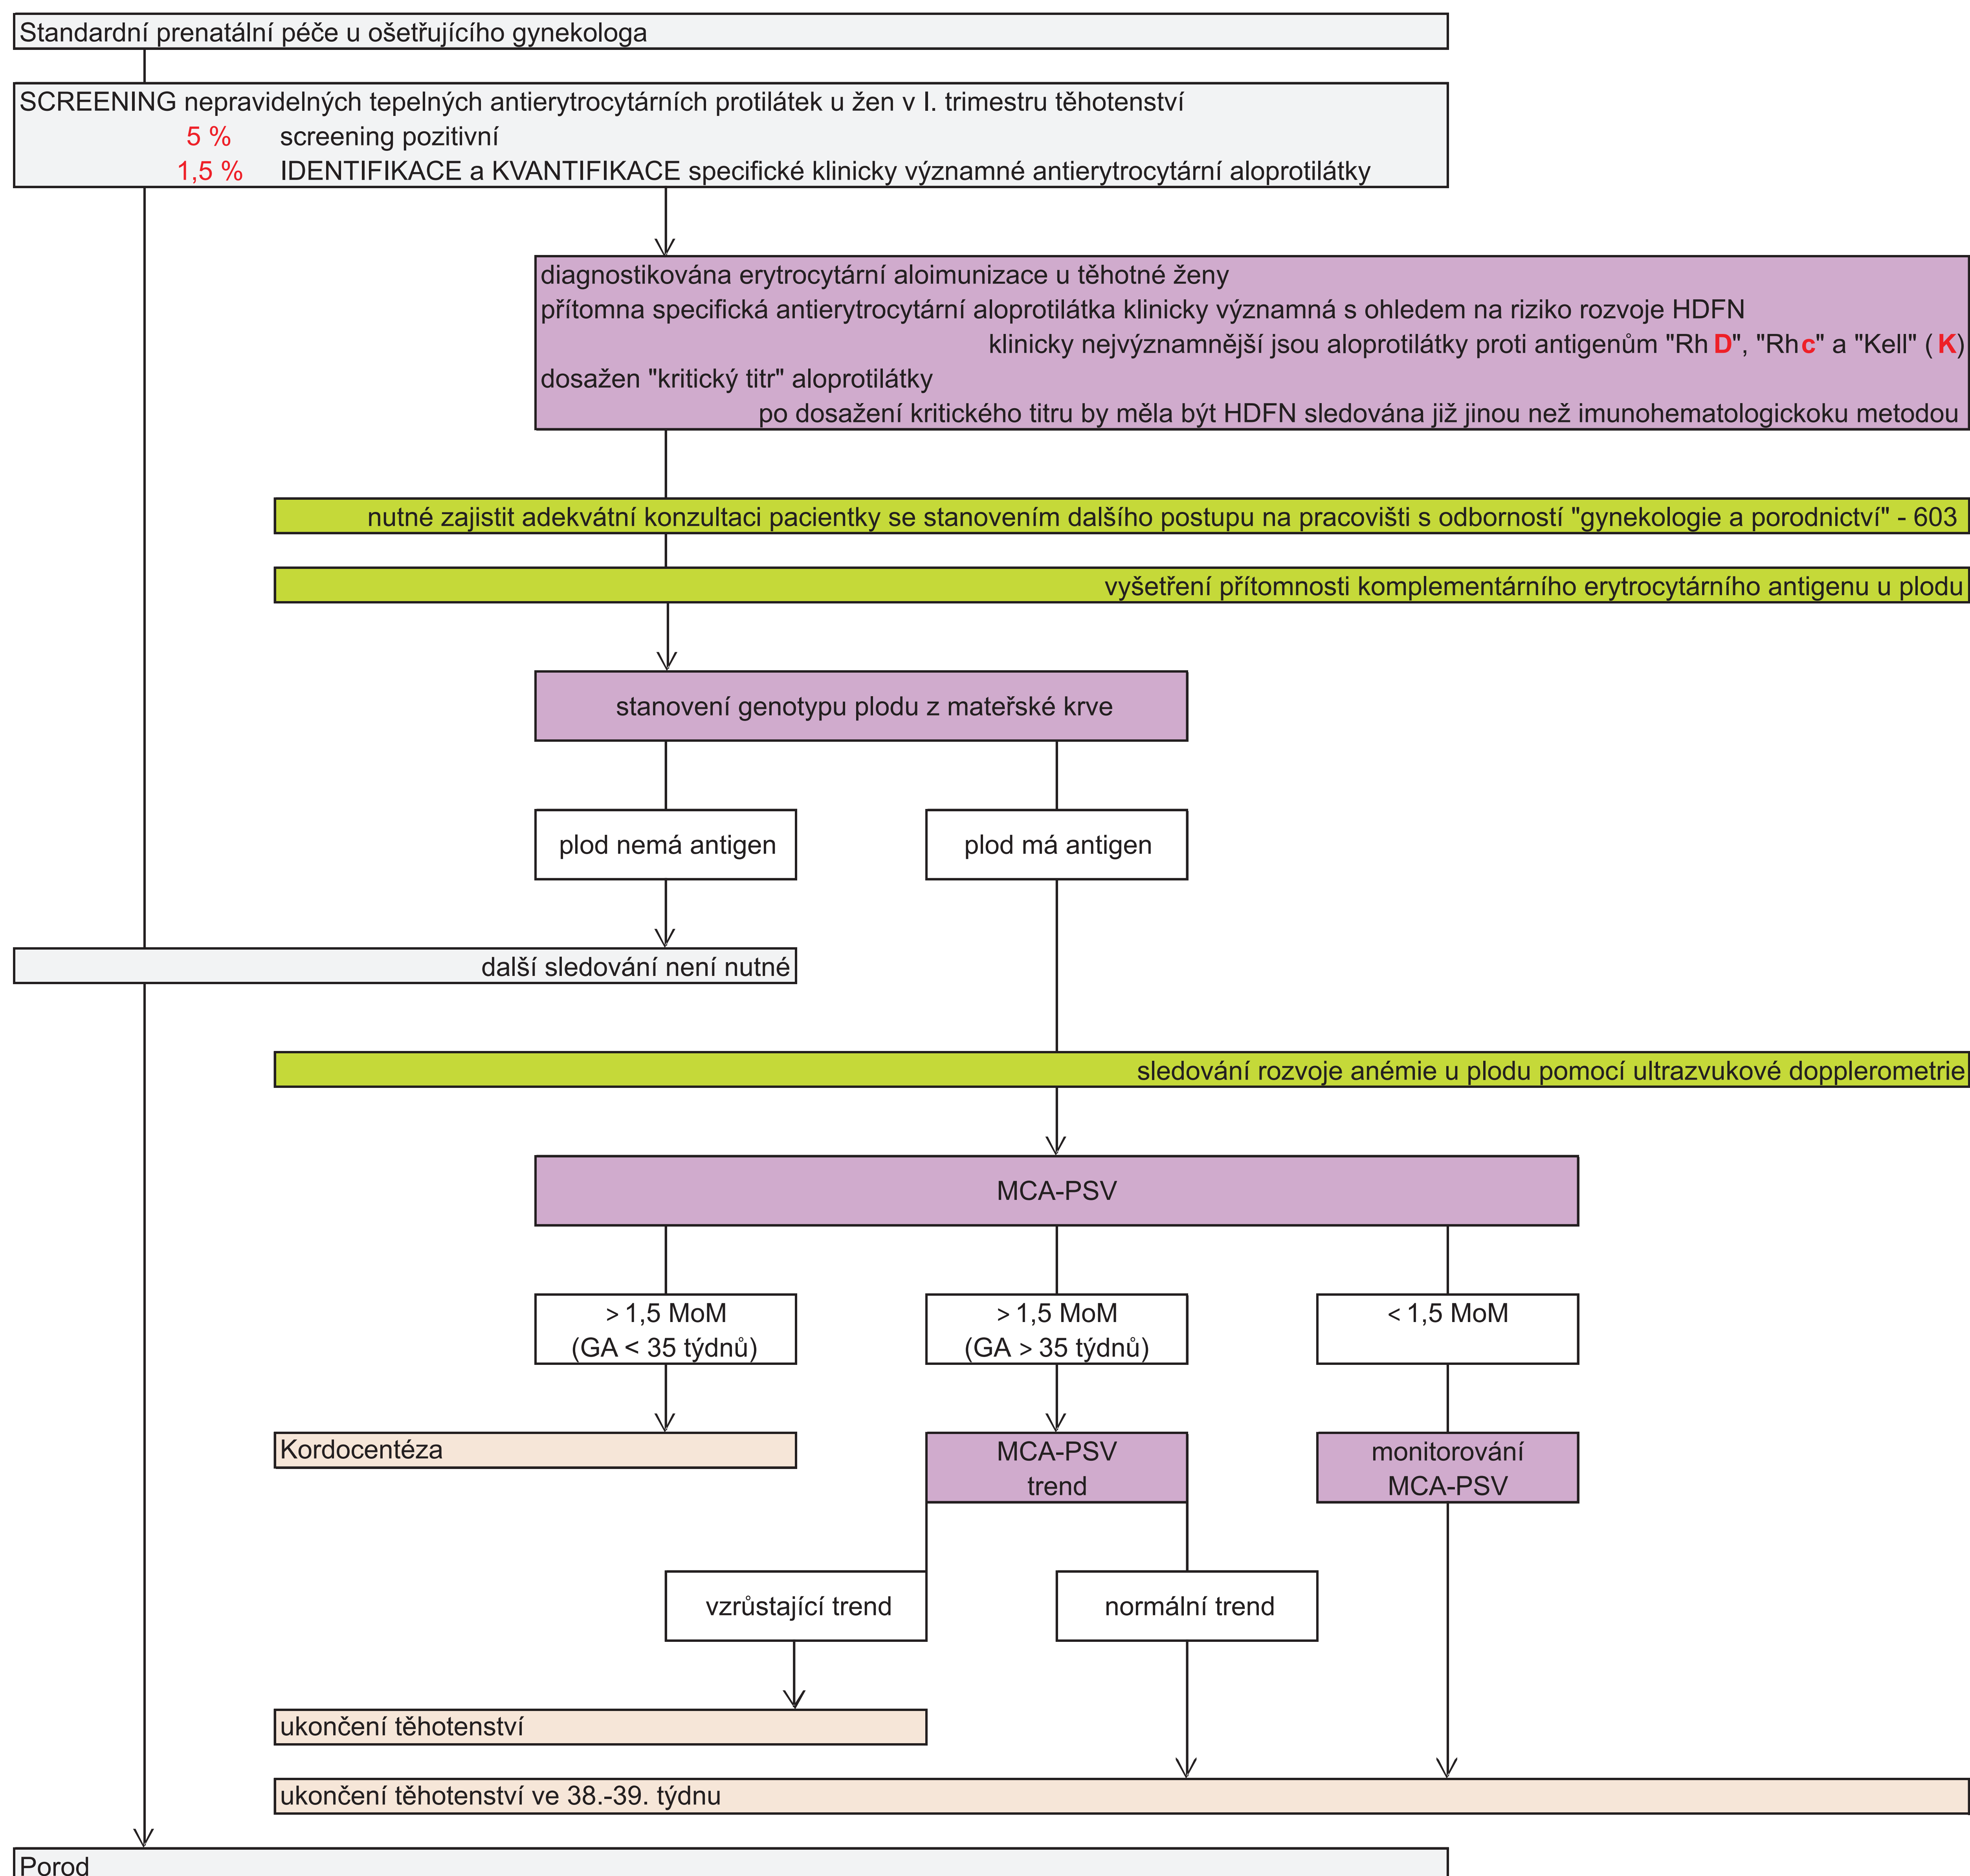 Standardní prenatální péče u ošetřujícího gynekologa
SCREENING nepravidelných tepelných antierytrocytárních protilátek u žen v I. trimestru těhotenství
5 % screening pozitivní
1,5 % IDENTIFIKACE a KVANTIFIKACE specifické klinicky významné antierytrocytární aloprotilátky
diagnostikována erytrocytární aloimunizace u těhotné ženy
přítomna specifická antierytrocytární aloprotilátka klinicky významná s ohledem na riziko rozvoje HDFN
klinicky nejvýznamnější jsou aloprotilátky proti antigenům "Rh D", "Rh c" a "Kell" ( K)
dosažen "kritický titr" aloprotilátky
po dosažení kritického titru by měla být HDFN sledována již jinou než imunohematologickoku metodou
nutné zajistit adekvátní konzultaci pacientky se stanovením dalšího postupu na pracovišti s odborností "gynekologie a porodnictví" - 603
vyšetření přítomnosti komplementárního erytrocytárního antigenu u plodu
stanovení genotypu plodu z mateřské krve
plod nemá antigen
plod má antigen
další sledování není nutné
sledování rozvoje anémie u plodu pomocí ultrazvukové dopplerometrie
MCA-PSV
> 1,5 MoM
(GA < 35 týdnů)
> 1,5 MoM
(GA > 35 týdnů)
< 1,5 MoM
Kordocentéza
MCA-PSV
trend
monitorování
MCA-PSV
vzrůstající trend
normální trend
ukončení těhotenství
ukončení těhotenství ve 38.-39. týdnu
Porod